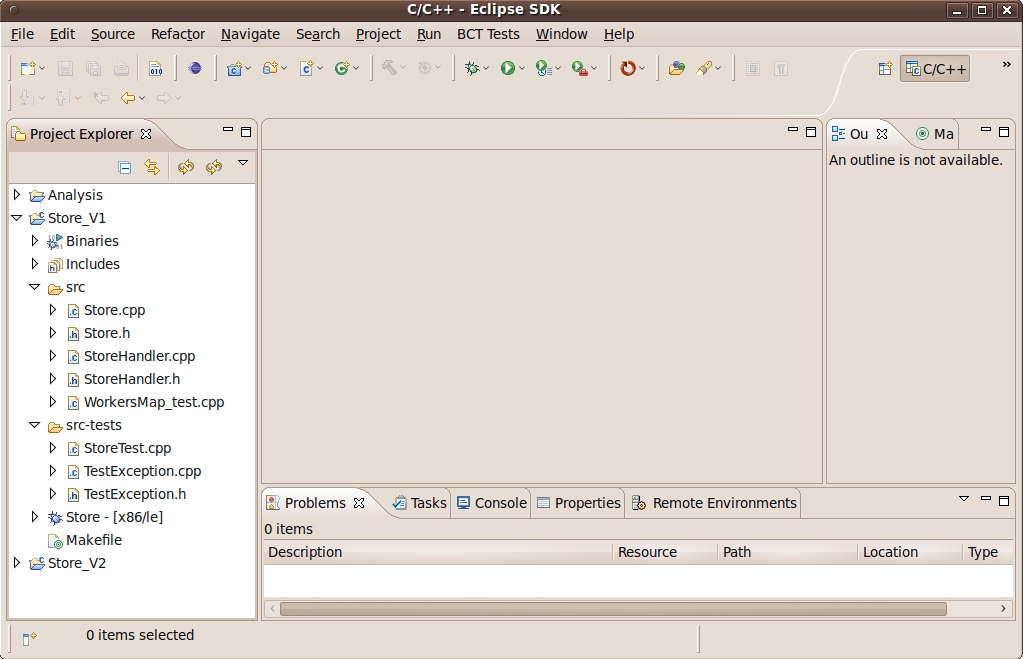 C/C++ - Eclipse SDK
File Edit Source Refactor Navigate Search Project Run BCT Tests Window Help
010
C/C++ »
Project Explorer
Ou Ma
An outline is not available.
Analysis
Store_V1
Binaries
Includes
src
Store.cpp
Store.h
StoreHandler.cpp
StoreHandler.h
WorkersMap_test.cpp
src-tests
StoreTest.cpp
TestException.cpp
TestException.h
Store - [x86/le]
Makefile
Store_V2
Problems Tasks Console Properties Remote Environments
0 items
Description Resource Path Location Type
0 items selected